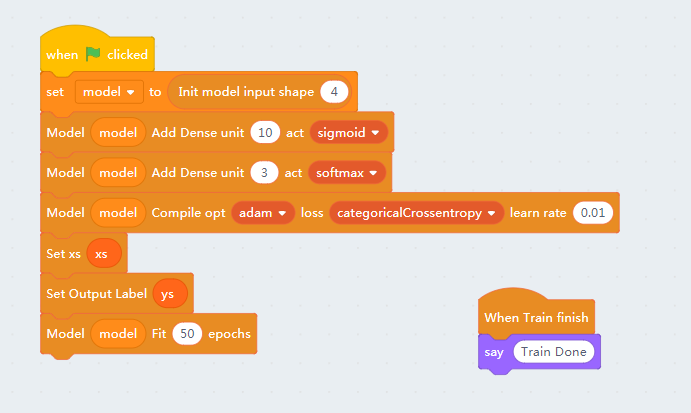 when clicked
set model to Init model input shape 4
Model model Add Dense unit 10 act sigmoid
Model model Add Dense unit 3 act softmax
Model model Compile opt adam loss categoricalCrossentropy learn rate 0.01
Set xs xs
Set Output Label ys
Model model Fit 50 epochs
When Train finish
say Train Done